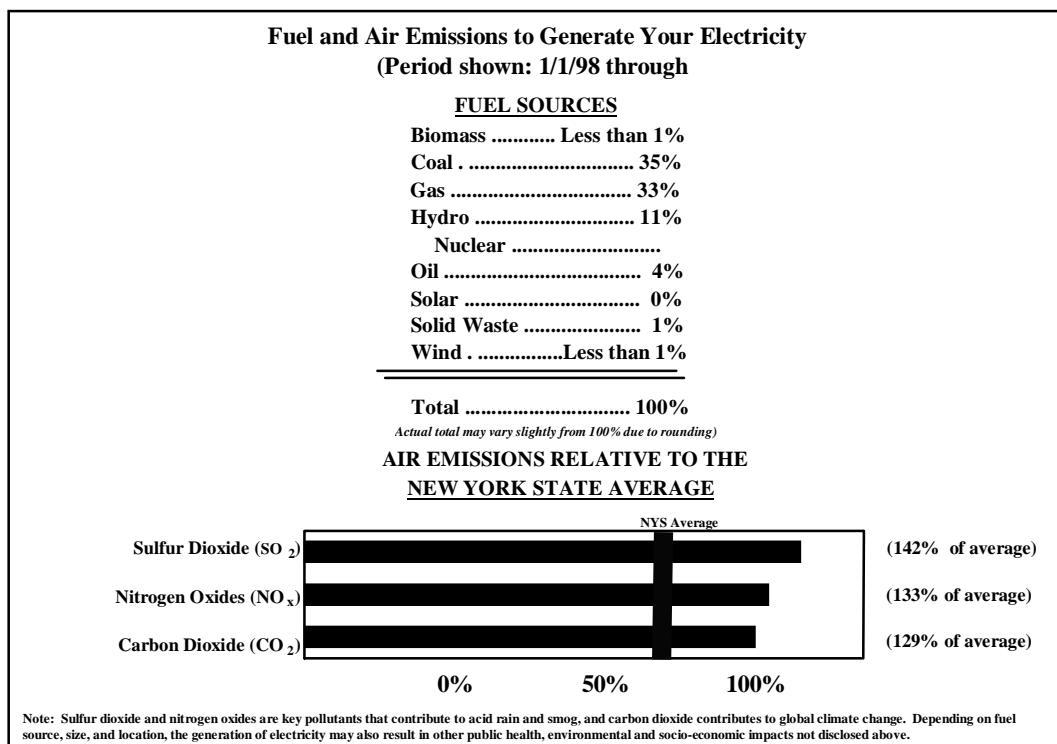 Fuel and Air Emissions to Generate Your Electricity
(Period shown: 1/1/98 through
FUEL SOURCES
Biomass ............ Less than 1%
Coal . ................................ 35%
Gas ................................... 33%
Hydro ............................... 11%
Nuclear ............................
Oil ...................................... 4%
Solar .................................. 0%
Solid Waste ...................... 1%
Wind . ................Less than 1%
Total ................................ 100%
Actual total may vary slightly from 100% due to rounding)
AIR EMISSIONS RELATIVE TO THE
NEW YORK STATE AVERAGE
NYS Average
Sulfur Dioxide (SO 2) (142% of average)
Nitrogen Oxides (NO x) (133% of average)
Carbon Dioxide (CO 2) (129% of average)
0% 50% 100%
Note: Sulfur dioxide and nitrogen oxides are key pollutants that contribute to acid rain and smog, and carbon dioxide contributes to global climate change. Depending on fuel
source, size, and location, the generation of electricity may also result in other public health, environmental and socio-economic impacts not disclosed above.